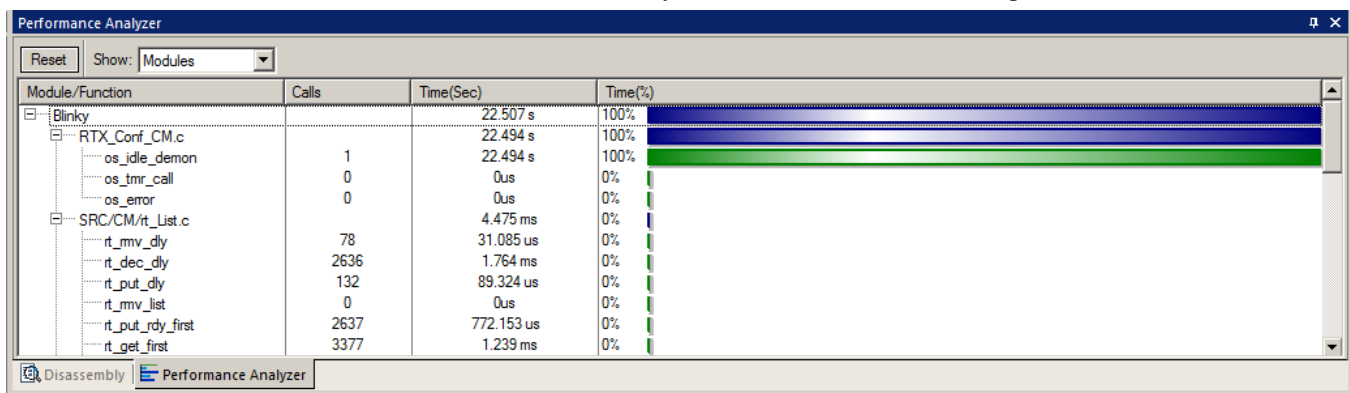 Performance Analyzer
Reset Show: Modules
Module/Function Calls Time(Sec) Time(%)
Blinky 22.507 s 100%
RTX_Conf_CM.c 22.494 s 100%
os_idle_demon 1 22.494 s 100%
os_tmr_call 0 0us 0%
os_error 0 0us 0%
SRC/CM/rt_List.c 4.475 ms 0%
rt_rmv_dly 78 31.085 us 0%
rt_dec_dly 2636 1.764 ms 0%
rt_put_dly 132 89.324 us 0%
rt_rmv_list 0 0us 0%
rt_put_rdy_first 2637 772.153 us 0%
rt_get_first 3377 1.239 ms 0%
Disassembly Performance Analyzer